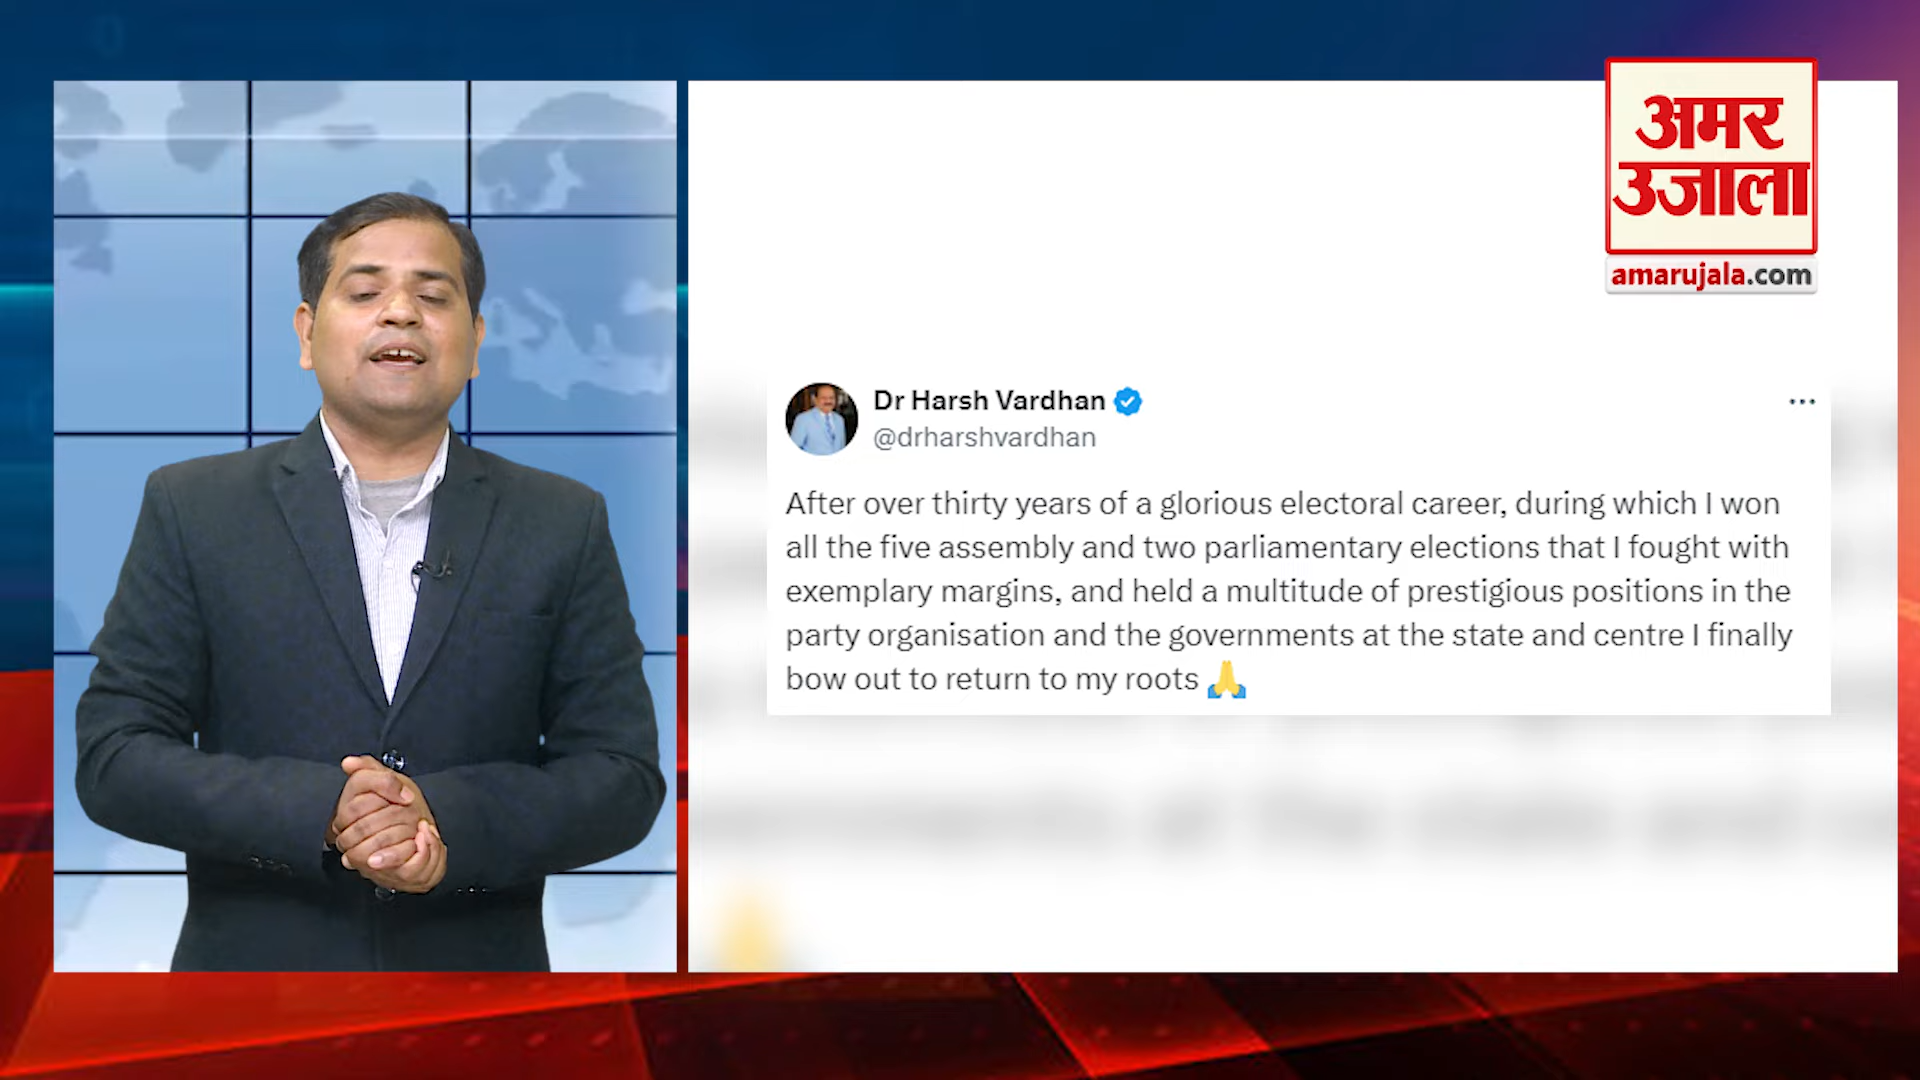 अमर
उजाला
amarujala.com
Dr Harsh Vardhan
@drharshvardhan
After over thirty years of a glorious electoral career, during which I won
all the five assembly and two parliamentary elections that I fought with
exemplary margins, and held a multitude of prestigious positions in the
party organisation and the governments at the state and centre I finally
bow out to return to my roots 🙏